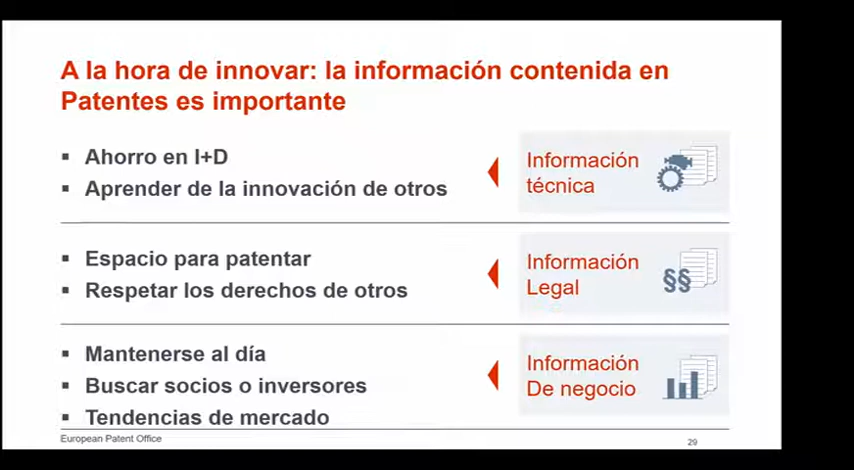 A la hora de innovar: la información contenida en
Patentes es importante
▪ Ahorro en I+D
▪ Aprender de la innovación de otros
Información
técnica
▪ Espacio para patentar
▪ Respetar los derechos de otros
Información
Legal
§§
▪ Mantenerse al día
▪ Buscar socios o inversores
▪ Tendencias de mercado
Información
De negocio
European Patent Office
29